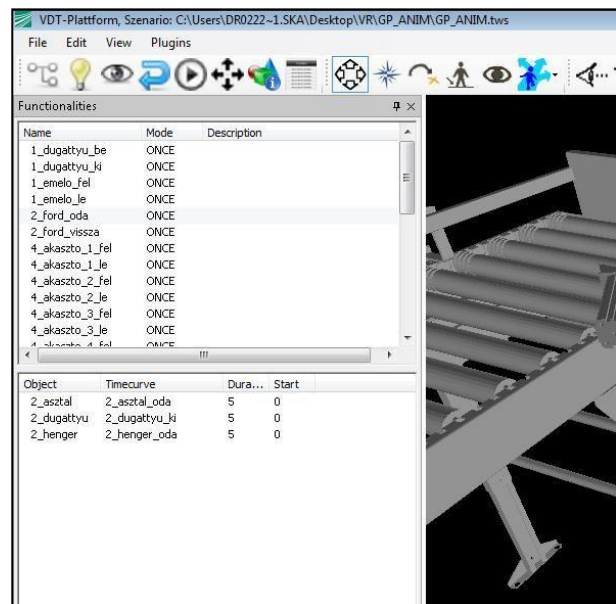 VDT-Plattform, Szenario: C:\Users\DR0222~1.SKA\Desktop\VR\GP_ANIM\GP_ANIM.tws
File Edit View Plugins
Functionalities
Name Mode Description
1_dugattyu_be ONCE
1_dugattyu_ki ONCE
1_emelo_fel ONCE
1_emelo_le ONCE
2_ford_oda ONCE
2_ford_vissza ONCE
4_akaszto_1_fel ONCE
4_akaszto_1_le ONCE
4_akaszto_2_fel ONCE
4_akaszto_2_le ONCE
4_akaszto_3_fel ONCE
4_akaszto_3_le ONCE
4_akaszto_4_fel ONCE
Object Timecurve Dura... Start
2_asztal 2_asztal_oda 5 0
2_dugattyu 2_dugattyu_ki 5 0
2_henger 2_henger_oda 5 0